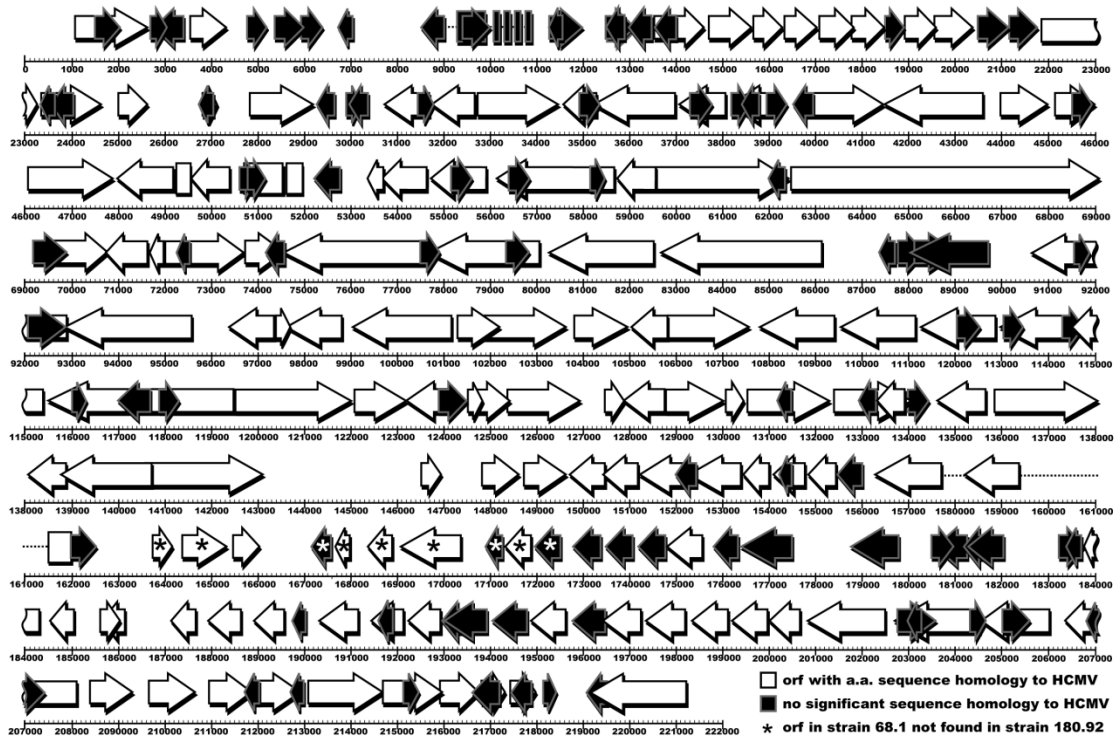 0 1000 2000 3000 4000 5000 6000 7000 8000 9000 10000 11000 12000 13000 14000 15000 16000 17000 18000 19000 20000 21000 22000 23000
23000 24000 25000 26000 27000 28000 29000 30000 31000 32000 33000 34000 35000 36000 37000 38000 39000 40000 41000 42000 43000 44000 45000 46000
46000 47000 48000 49000 50000 51000 52000 53000 54000 55000 56000 57000 58000 59000 60000 61000 62000 63000 64000 65000 66000 67000 68000 69000
69000 70000 71000 72000 73000 74000 75000 76000 77000 78000 79000 80000 81000 82000 83000 84000 85000 86000 87000 88000 89000 90000 91000 92000
92000 93000 94000 95000 96000 97000 98000 99000 100000 101000 102000 103000 104000 105000 106000 107000 108000 109000 110000 111000 112000 113000 114000 115000
115000 116000 117000 118000 119000 120000 121000 122000 123000 124000 125000 126000 127000 128000 129000 130000 131000 132000 133000 134000 135000 136000 137000 138000
138000 139000 140000 141000 142000 143000 144000 145000 146000 147000 148000 149000 150000 151000 152000 153000 154000 155000 156000 157000 158000 159000 160000 161000
* * * * * * * * *
161000 162000 163000 164000 165000 166000 167000 168000 169000 170000 171000 172000 173000 174000 175000 176000 177000 178000 179000 180000 181000 182000 183000 184000
184000 185000 186000 187000 188000 189000 190000 191000 192000 193000 194000 195000 196000 197000 198000 199000 200000 201000 202000 203000 204000 205000 206000 207000
207000 208000 209000 210000 211000 212000 213000 214000 215000 216000 217000 218000 219000 220000 221000 222000
orf with a.a. sequence homology to HCMV
no significant sequence homology to HCMV
* orf in strain 68.1 not found in strain 180.92